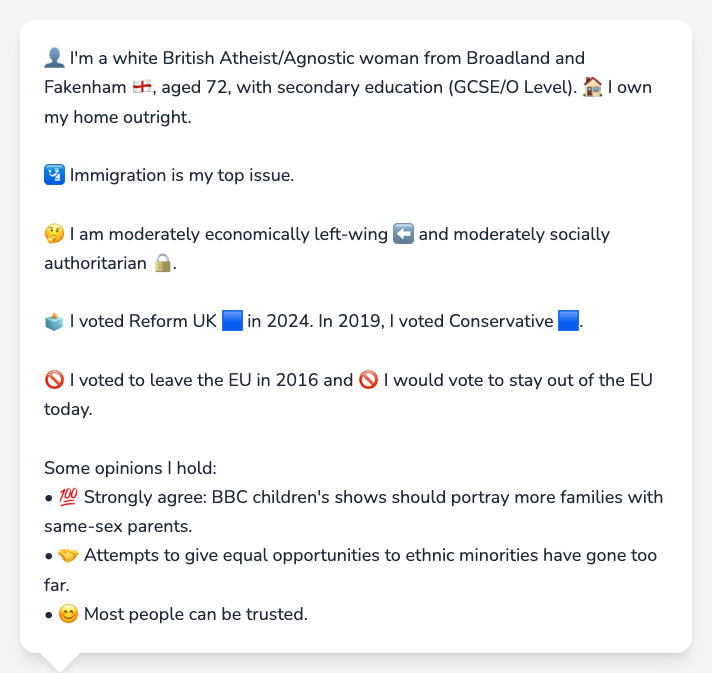 👤 I'm a white British Atheist/Agnostic woman from Broadland and
Fakenham 🏴󠁧󠁢󠁥󠁮󠁧󠁿, aged 72, with secondary education (GCSE/O Level). 🏠 I own
my home outright.
🛂 Immigration is my top issue.
🤔 I am moderately economically left-wing ⬅️ and moderately socially
authoritarian 🔒.
🗳️ I voted Reform UK 🟦 in 2024. In 2019, I voted Conservative 🟦.
🚫 I voted to leave the EU in 2016 and 🚫 I would vote to stay out of the EU
today.
Some opinions I hold:
• 💯 Strongly agree: BBC children's shows should portray more families with
same-sex parents.
• 🤝 Attempts to give equal opportunities to ethnic minorities have gone too
far.
• 😊 Most people can be trusted.